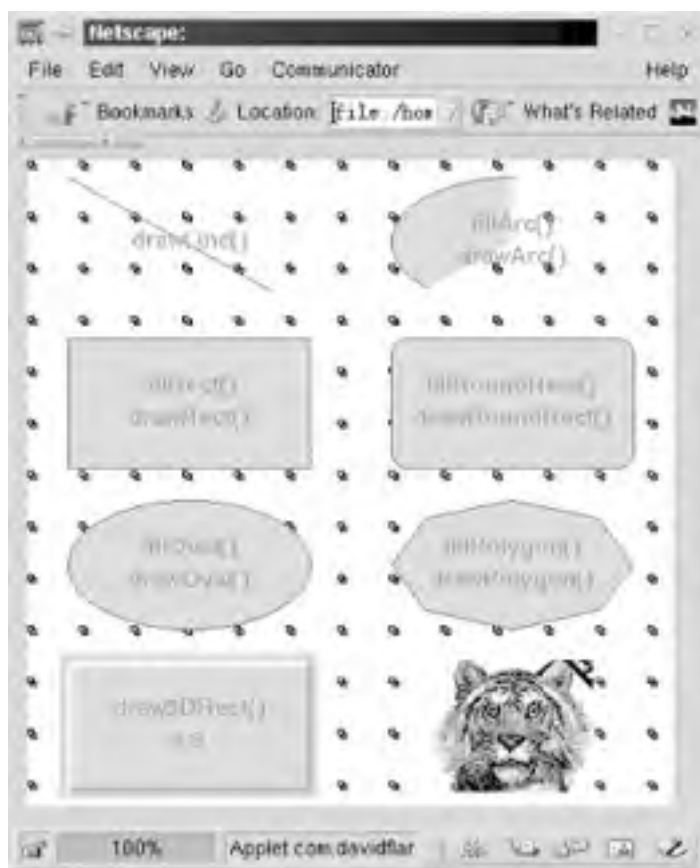 Netscape:
File Edit View Go Communicator Help
Bookmarks Location: file:/hom What's Related
drawLine()
fillArc()
drawArc()
fillRect()
drawRect()
fillRoundRect()
drawRoundRect()
fillOval()
drawOval()
fillPolygon()
drawPolygon()
draw3DRect()
100% Applet com.davidflar